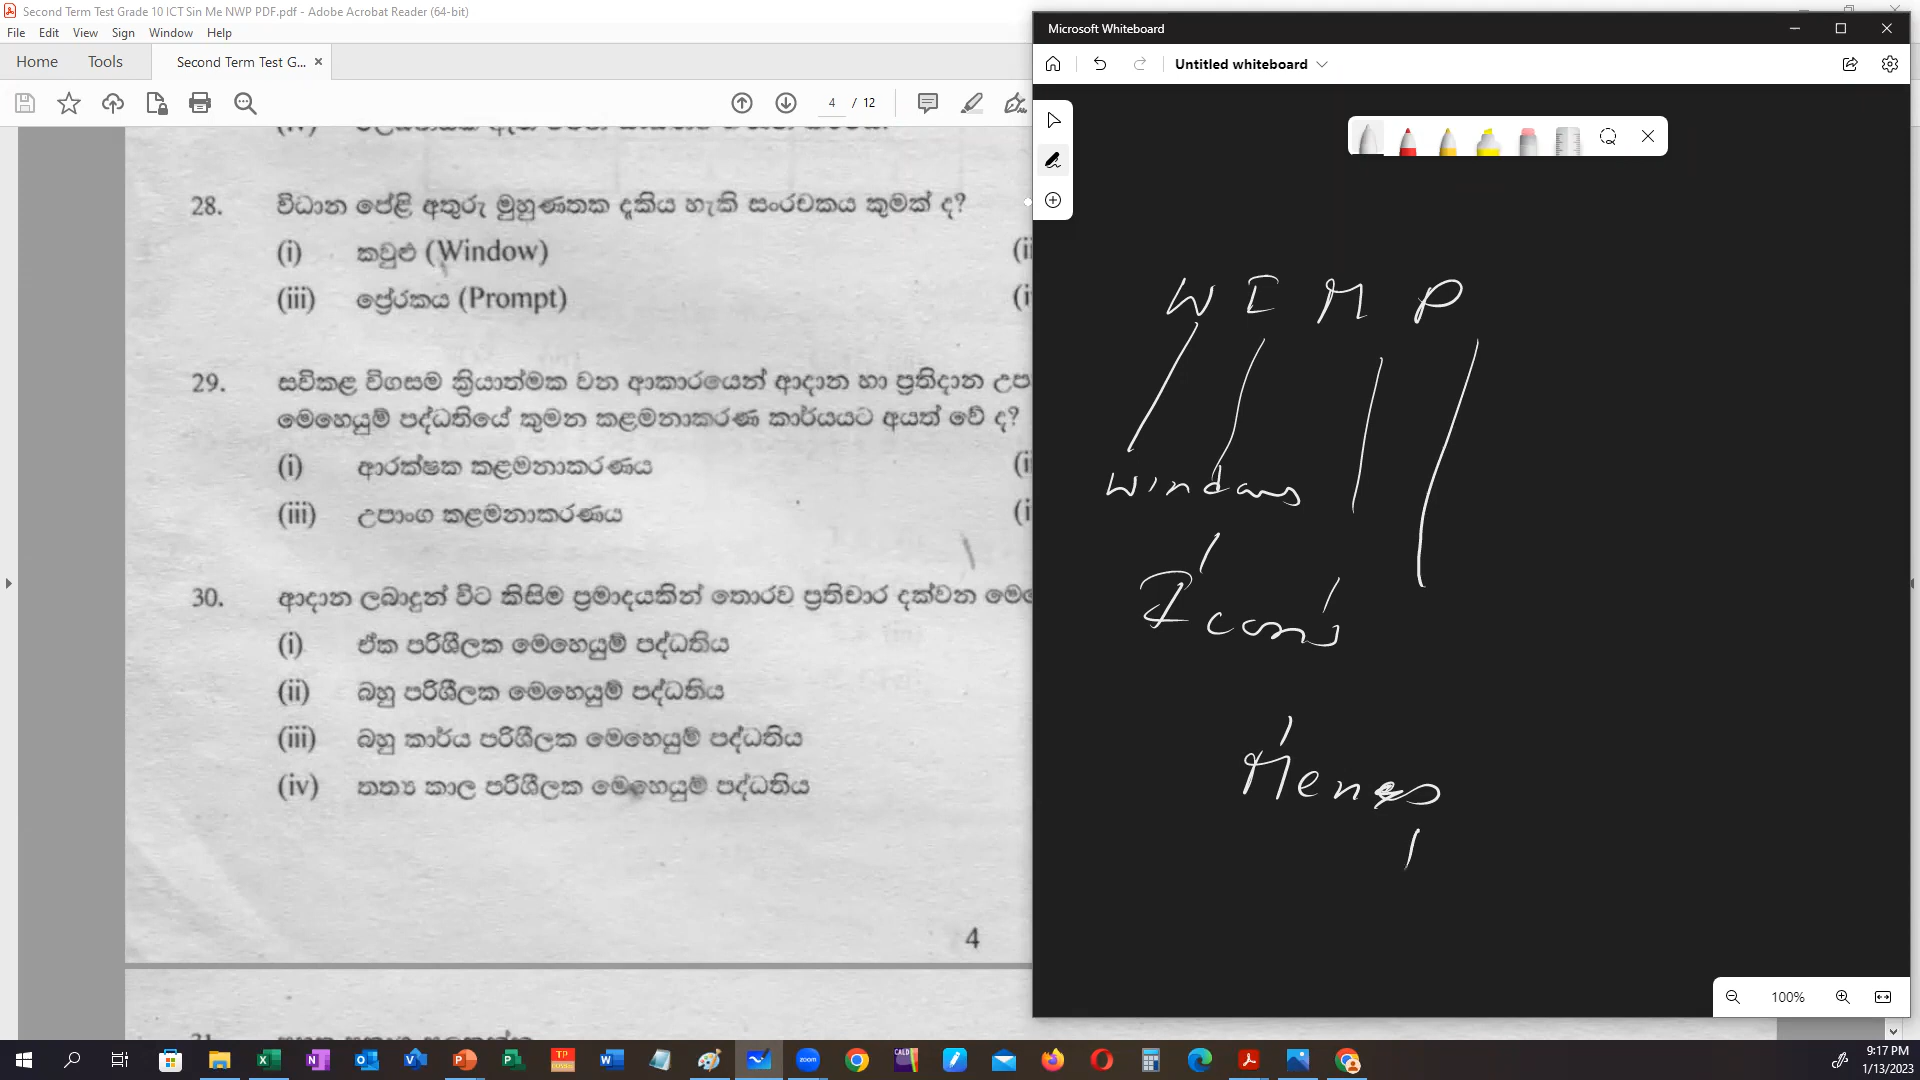 Second Term Test Grade 10 ICT Sin Me NWP PDF.pdf - Adobe Acrobat Reader (64-bit)
File Edit View Sign Window Help
Home Tools Second Term Test G...
4 / 12
28. විධාන පේළි අතුරු මුහුණතක දැකිය හැකි සංරචකය කුමක් ද?
(i) කවුළු (Window)
(iii) ප්‍රේරකය (Prompt)
29. සවිකළ විගසම ක්‍රියාත්මක වන ආකාරයෙන් ආදාන හා ප්‍රතිදාන
මෙහෙයුම් පද්ධතියේ කුමන කළමනාකරණ කාර්යයට අයත් වේ ද?
(i) ආරක්ෂක කළමනාකරණය
(iii) උපාංග කළමනාකරණය
30. ආදාන ලබාදුන් විට කිසිම ප්‍රමාදයකින් තොරව ප්‍රතිචාර දක්වන
(i) ඒක පරිශීලක මෙහෙයුම් පද්ධතිය
(ii) බහු පරිශීලක මෙහෙයුම් පද්ධතිය
(iii) බහු කාර්ය පරිශීලක මෙහෙයුම් පද්ධතිය
(iv) තත්‍ය කාල පරිශීලක මෙහෙයුම් පද්ධතිය
4
Microsoft Whiteboard
Untitled whiteboard
W I M P
Windows
Icons
Menus
100%
9:17 PM
1/13/2023